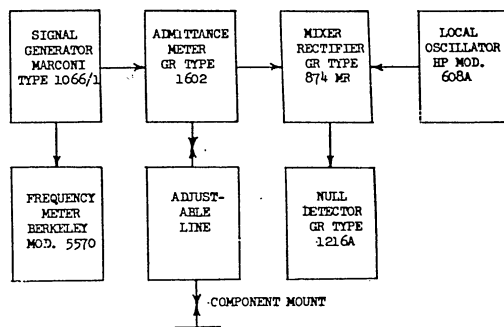 SIGNAL
GENERATOR
MARCONI
TYPE 1066/1
ADMITTANCE
METER
GR TYPE
1602
MIXER
RECTIFIER
GR TYPE
874 MR
LOCAL
OSCILLATOR
HP MOD.
608A
FREQUENCY
METER
BERKELEY
MOD. 5570
ADJUST-
ABLE
LINE
NULL
DETECTOR
GR TYPE
1216A
COMPONENT MOUNT